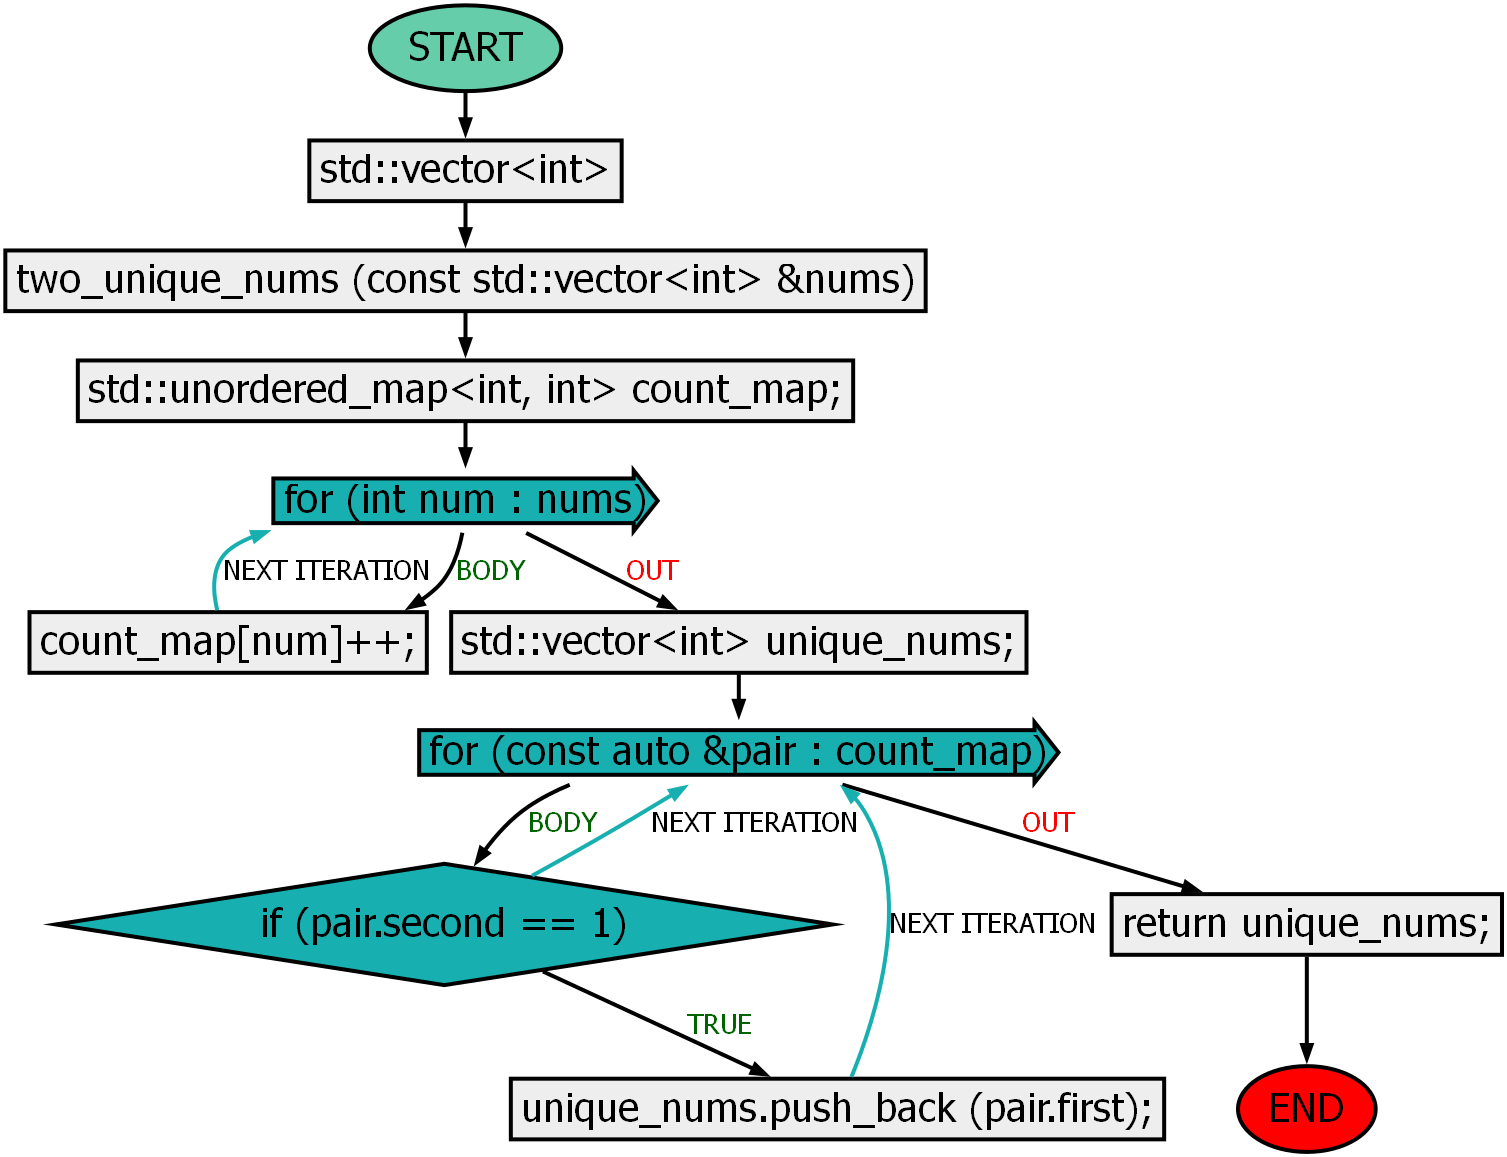 START
std::vector<int>
two_unique_nums (const std::vector<int> &nums)
std::unordered_map<int, int> count_map;
for (int num : nums)
NEXT ITERATION
BODY
OUT
count_map[num]++;
std::vector<int> unique_nums;
for (const auto &pair : count_map)
BODY
NEXT ITERATION
OUT
if (pair.second == 1)
NEXT ITERATION
return unique_nums;
TRUE
unique_nums.push_back (pair.first);
END